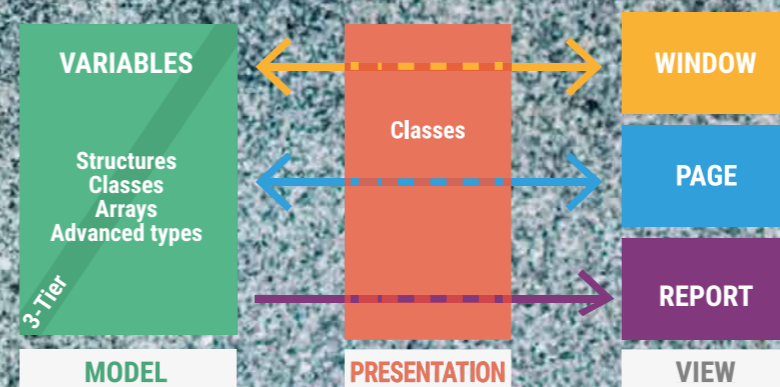 VARIABLES
Structures
Classes
Arrays
Advanced types
3-Tier
MODEL
Classes
PRESENTATION
WINDOW
PAGE
REPORT
VIEW